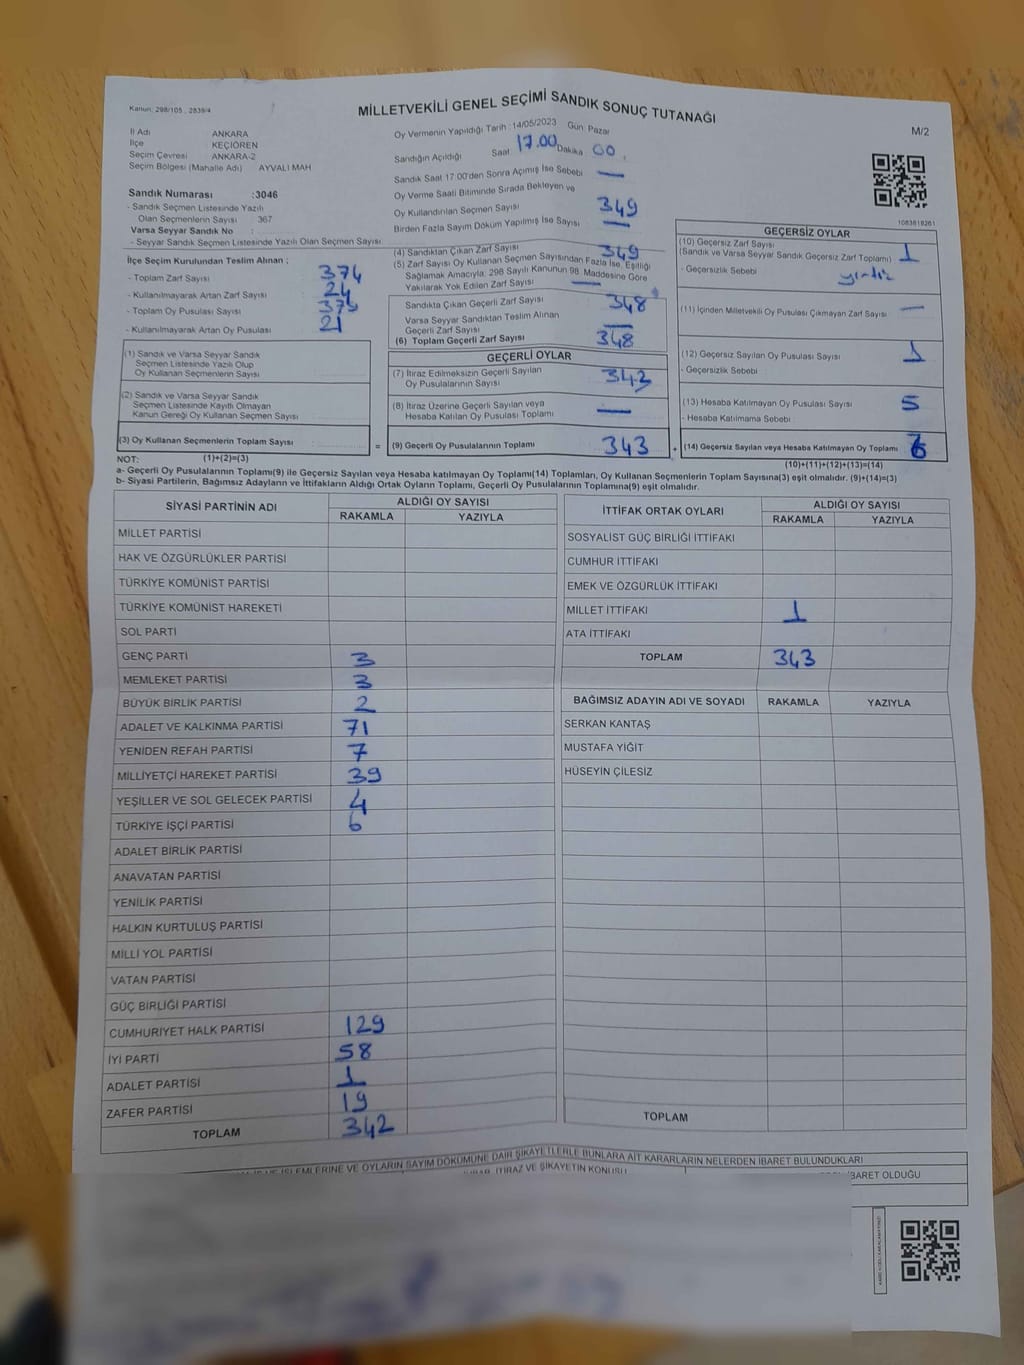 Kanun: 298/105 , 2839/4
MİLLETVEKİLİ GENEL SEÇİMİ SANDIK SONUÇ TUTANAĞI
M/2
İl Adı ANKARA
İlçe KEÇİÖREN
Seçim Çevresi ANKARA-2
Seçim Bölgesi (Mahalle Adı) AYVALI MAH
Sandık Numarası :3046
- Sandık Seçmen Listesinde Yazılı
Olan Seçmenlerin Sayısı 367
Varsa Seyyar Sandık No :
- Seyyar Sandık Seçmen Listesinde Yazılı Olan Seçmen Sayısı
İlçe Seçim Kurulundan Teslim Alınan ;
- Toplam Zarf Sayısı 374
- Kullanılmayarak Artan Zarf Sayısı 24
- Toplam Oy Pusulası Sayısı
- Kullanılmayarak Artan Oy Pusulası 21
(1) Sandık ve Varsa Seyyar Sandık
Seçmen Listesinde Yazılı Olup
Oy Kullanan Seçmenlerin Sayısı
(2) Sandık ve Varsa Seyyar Sandık
Seçmen Listesinde Kayıtlı Olmayan
Kanun Gereği Oy Kullanan Seçmen Sayısı
(3) Oy Kullanan Seçmenlerin Toplam Sayısı :
=
Oy Vermenin Yapıldığı Tarih :14/05/2023 Gün: Pazar
Sandığın Açıldığı Saat 17.00 Dakika 00
Sandık Saat 17:00'den Sonra Açımış İse Sebebi —
Oy Verme Saati Bitiminde Sırada Bekleyen ve
Oy Kullandırılan Seçmen Sayısı 349
Birden Fazla Sayım Döküm Yapılmış İse Sayısı —
(4) Sandıktan Çıkan Zarf Sayısı 349
(5) Zarf Sayısı Oy Kullanan Seçmen Sayısından Fazla İse, Eşitliği
Sağlamak Amacıyla; 298 Sayılı Kanunun 98. Maddesine Göre
Yakılarak Yok Edilen Zarf Sayısı —
Sandıkta Çıkan Geçerli Zarf Sayısı 348
Varsa Seyyar Sandıktan Teslim Alınan
Geçerli Zarf Sayısı —
(6) Toplam Geçerli Zarf Sayısı 348
GEÇERLİ OYLAR
(7) İtiraz Edilmeksizin Geçerli Sayılan
Oy Pusulalarının Sayısı 343
(8) İtiraz Üzerine Geçerli Sayılan veya
Hesaba Katılan Oy Pusulası Toplamı —
(9) Geçerli Oy Pusulalarının Toplamı 343
+
1083618261
GEÇERSİZ OYLAR
(10) Geçersiz Zarf Sayısı 1
(Sandık ve Varsa Seyyar Sandık Geçersiz Zarf Toplamı)
- Geçersizlik Sebebi
(11) İçinden Milletvekili Oy Pusulası Çıkmayan Zarf Sayısı —
(12) Geçersiz Sayılan Oy Pusulası Sayısı 1
- Geçersizlik Sebebi
(13) Hesaba Katılmayan Oy Pusulası Sayısı 5
- Hesaba Katılmama Sebebi
(14) Geçersiz Sayılan veya Hesaba Katılmayan Oy Toplamı
NOT: (1)+(2)=(3)
(10)+(11)+(12)+(13)=(14)
a- Geçerli Oy Pusulalarının Toplamı(9) ile Geçersiz Sayılan veya Hesaba katılmayan Oy Toplamı(14) Toplamları, Oy Kullanan Seçmenlerin Toplam Sayısına(3) eşit olmalıdır. (9)+(14)=(3)
b- Siyasi Partilerin, Bağımsız Adayların ve İttifakların Aldığı Ortak Oyların Toplamı, Geçerli Oy Pusulalarının Toplamına(9) eşit olmalıdır.
SİYASİ PARTİNİN ADI ALDIĞI OY SAYISI
RAKAMLA YAZIYLA
MİLLET PARTİSİ
HAK VE ÖZGÜRLÜKLER PARTİSİ
TÜRKİYE KOMÜNİST PARTİSİ
TÜRKİYE KOMÜNİST HAREKETİ
SOL PARTİ
GENÇ PARTİ 3
MEMLEKET PARTİSİ 3
BÜYÜK BİRLİK PARTİSİ 2
ADALET VE KALKINMA PARTİSİ 71
YENİDEN REFAH PARTİSİ 7
MİLLİYETÇİ HAREKET PARTİSİ 39
YEŞİLLER VE SOL GELECEK PARTİSİ 4
TÜRKİYE İŞÇİ PARTİSİ 6
ADALET BİRLİK PARTİSİ
ANAVATAN PARTİSİ
YENİLİK PARTİSİ
HALKIN KURTULUŞ PARTİSİ
MİLLİ YOL PARTİSİ
VATAN PARTİSİ
GÜÇ BİRLİĞİ PARTİSİ
CUMHURİYET HALK PARTİSİ 129
İYİ PARTİ 58
ADALET PARTİSİ 1
ZAFER PARTİSİ 19
TOPLAM 342
İTTİFAK ORTAK OYLARI ALDIĞI OY SAYISI
RAKAMLA YAZIYLA
SOSYALİST GÜÇ BİRLİĞİ İTTİFAKI
CUMHUR İTTİFAKI
EMEK VE ÖZGÜRLÜK İTTİFAKI
MİLLET İTTİFAKI 1
ATA İTTİFAKI
TOPLAM 343
BAĞIMSIZ ADAYIN ADI VE SOYADI RAKAMLA YAZIYLA
SERKAN KANTAŞ
MUSTAFA YİĞİT
HÜSEYİN ÇİLESİZ
TOPLAM
İŞLEMLERİNE VE OYLARIN SAYIM DÖKÜMÜNE DAİR ŞİKAYETLERLE BUNLARA AİT KARARLARIN NELERDEN İBARET BULUNDUKLARI
İTİRAZ VE ŞİKAYETİN KONUSU
İBARET OLDUĞU